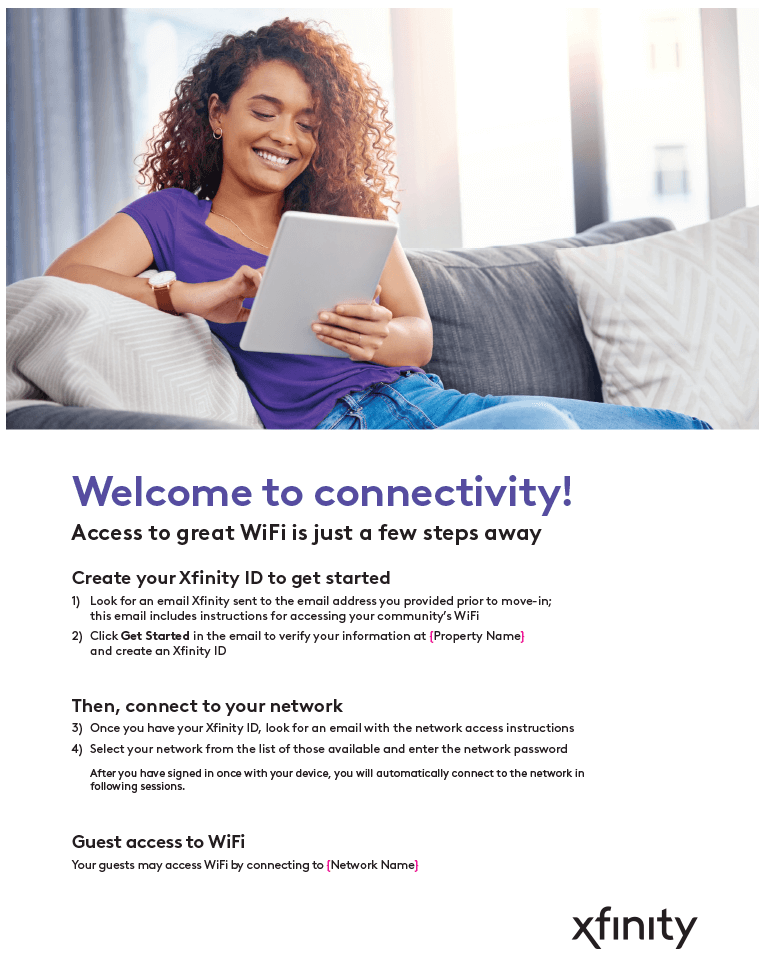 Welcome to connectivity!
Access to great WiFi is just a few steps away
Create your Xfinity ID to get started
1) Look for an email Xfinity sent to the email address you provided prior to move-in;
this email includes instructions for accessing your community’s WiFi
2) Click Get Started in the email to verify your information at {Property Name}
and create an Xfinity ID
Then, connect to your network
3) Once you have your Xfinity ID, look for an email with the network access instructions
4) Select your network from the list of those available and enter the network password
After you have signed in once with your device, you will automatically connect to the network in
following sessions.
Guest access to WiFi
Your guests may access WiFi by connecting to {Network Name}
xfinity